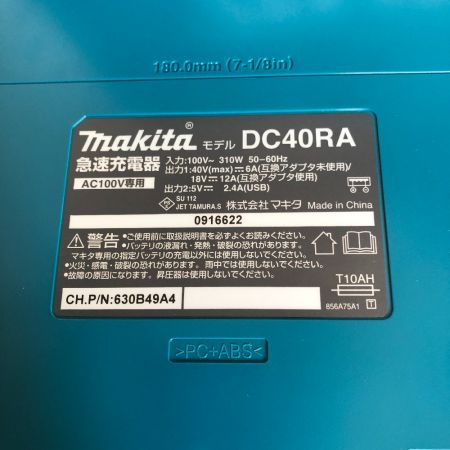 180.0mm (7-1/8in)
makita® モデル DC40RA
急速充電器 入力:100V~ 310W 50-60Hz
出力1:40V(max)⎓6A(互換アダプタ未使用)/
AC100V専用 18V⎓12A(互換アダプタ使用)
出力2:5V⎓ 2.4A(USB)
PSE SU 112
JET TAMURA.S 株式会社 マキタ Made in China
0916622
警告 •ご使用前に取扱説明書を必ずよくお読みください。
•バッテリの液漏れ・発熱・破裂の恐れがありますので、
マキタ専用の指定バッテリの充電以外には使用しないでください。
•火災・感電・破裂の恐れあり。雨中では使用しないでください。
•故障の原因になります。昇圧器は使用しないでください。
T10AH
CH.P/N:630B49A4
856A75A1 T
>PC+ABS<